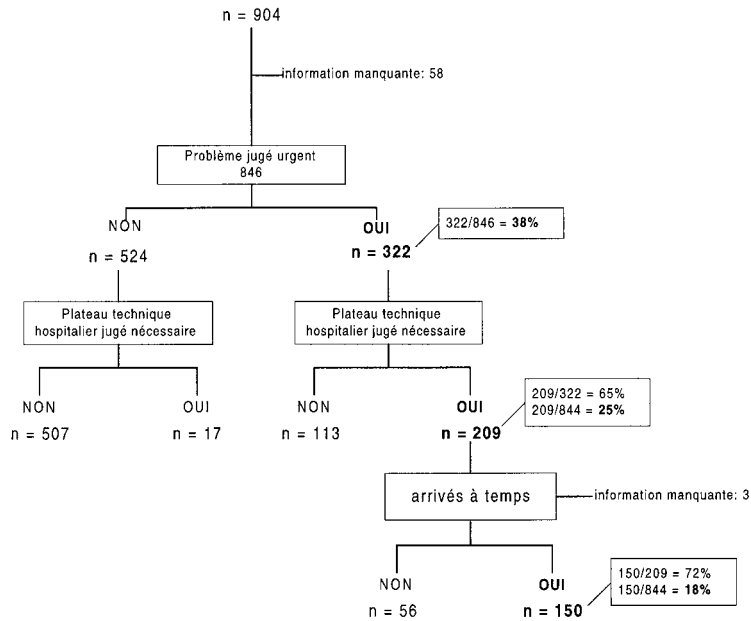 n = 904
information manquante: 58
Problème jugé urgent
846
NON
OUI
322/846 = 38%
n = 524
n = 322
Plateau technique
hospitalier jugé nécessaire
Plateau technique
hospitalier jugé nécessaire
NON
OUI
NON
OUI
209/322 = 65%
209/844 = 25%
n = 507
n = 17
n = 113
n = 209
arrivés à temps
information manquante: 3
NON
OUI
150/209 = 72%
150/844 = 18%
n = 56
n = 150